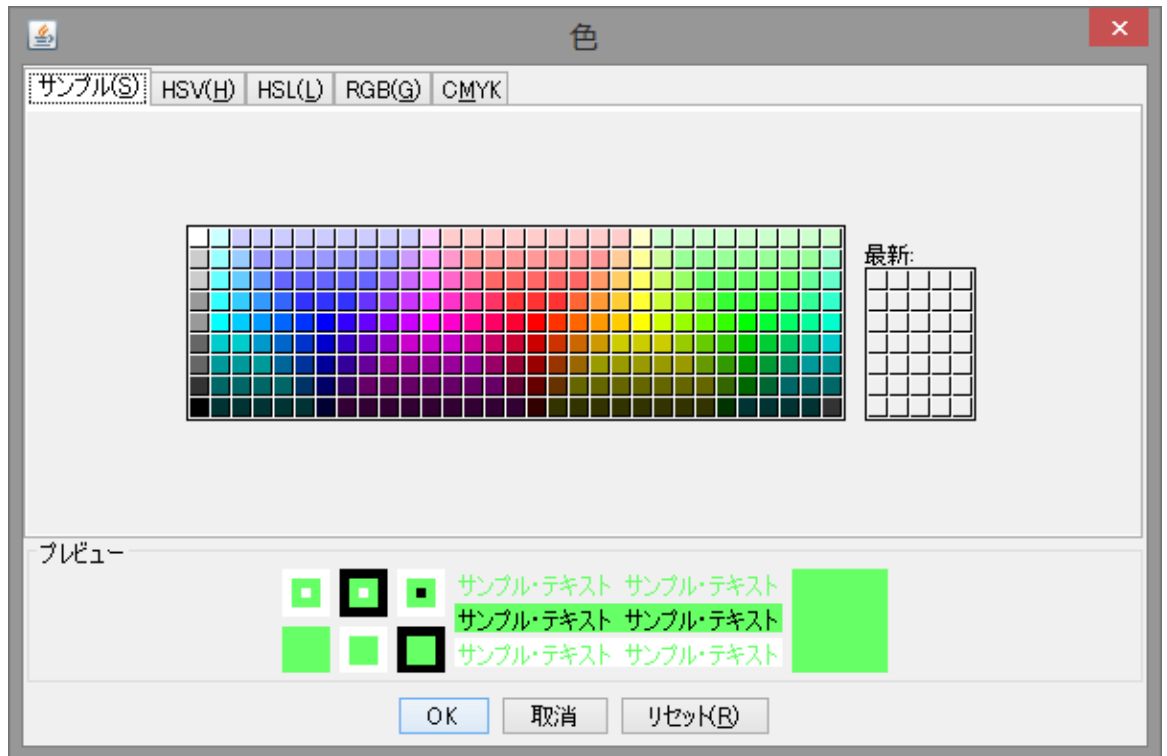 色
サンプル(S) HSV(H) HSL(L) RGB(G) CMYK
最新:
プレビュー
サンプル・テキスト サンプル・テキスト
サンプル・テキスト サンプル・テキスト
サンプル・テキスト サンプル・テキスト
OK 取消 リセット(R)